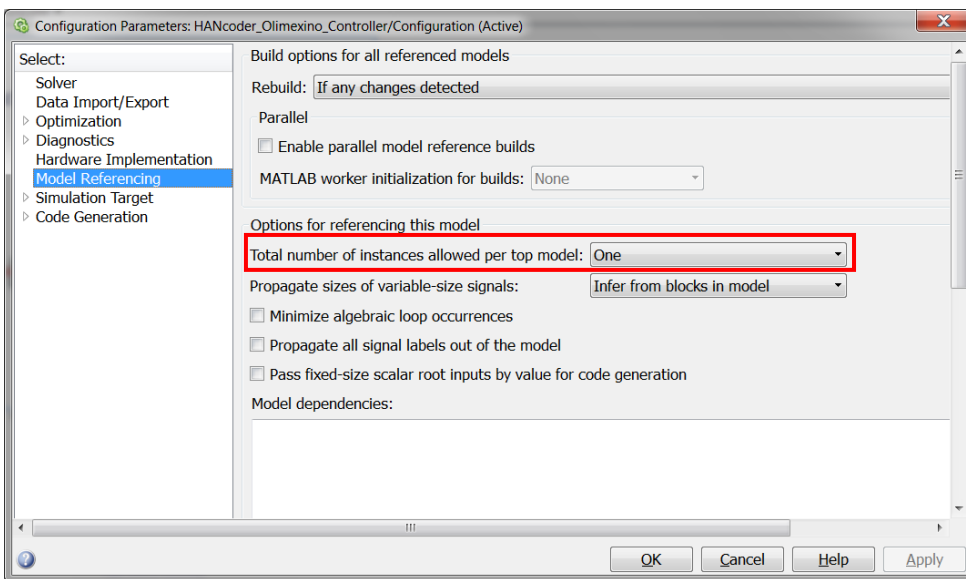 Configuration Parameters: HANcoder_Olimexino_Controller/Configuration (Active)
Select:
Solver
Data Import/Export
Optimization
Diagnostics
Hardware Implementation
Model Referencing
Simulation Target
Code Generation
Build options for all referenced models
Rebuild: If any changes detected
Parallel
Enable parallel model reference builds
MATLAB worker initialization for builds: None
Options for referencing this model
Total number of instances allowed per top model: One
Propagate sizes of variable-size signals: Infer from blocks in model
Minimize algebraic loop occurrences
Propagate all signal labels out of the model
Pass fixed-size scalar root inputs by value for code generation
Model dependencies:
OK Cancel Help Apply